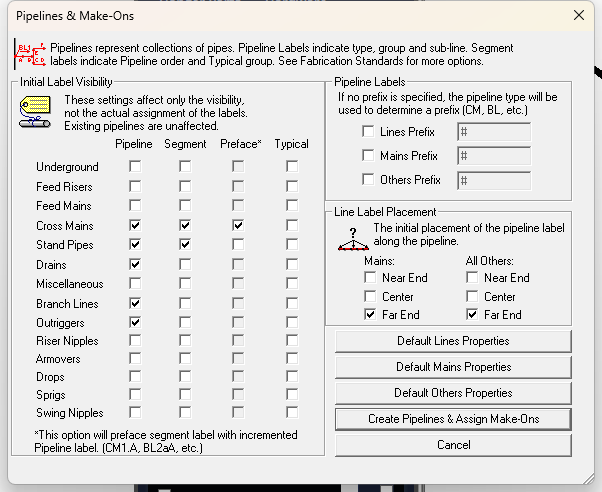 Pipelines & Make-Ons
Pipelines represent collections of pipes. Pipeline Labels indicate type, group and sub-line. Segment
labels indicate Pipeline order and Typical group. See Fabrication Standards for more options.
Initial Label Visibility
These settings affect only the visibility,
not the actual assignment of the labels.
Existing pipelines are unaffected.
Pipeline Segment Preface* Typical
Underground
Feed Risers
Feed Mains
Cross Mains
Stand Pipes
Drains
Miscellaneous
Branch Lines
Outriggers
Riser Nipples
Armovers
Drops
Sprigs
Swing Nipples
*This option will preface segment label with incremented
Pipeline label. (CM1.A, BL2aA, etc.)
Pipeline Labels
If no prefix is specified, the pipeline type will be
used to determine a prefix (CM, BL, etc.)
Lines Prefix #
Mains Prefix #
Others Prefix #
Line Label Placement
?
The initial placement of the pipeline label
along the pipeline.
Mains: All Others:
Near End Near End
Center Center
Far End Far End
Default Lines Properties
Default Mains Properties
Default Others Properties
Create Pipelines & Assign Make-Ons
Cancel